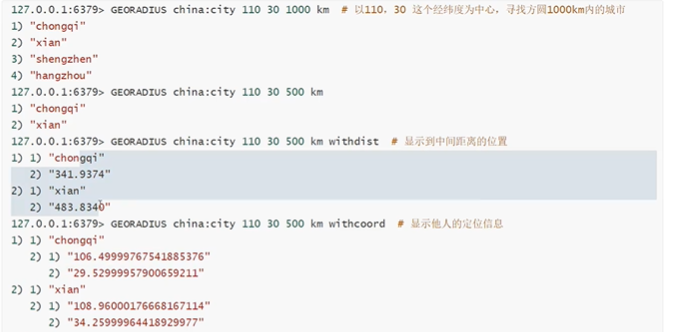 127.0.0.1:6379> GEORADIUS china:city 110 30 1000 km # 以110, 30 这个经纬度为中心, 寻找方圆1000km内的城市
1) "chongqi"
2) "xian"
3) "shengzhen"
4) "hangzhou"
127.0.0.1:6379> GEORADIUS china:city 110 30 500 km
1) "chongqi"
2) "xian"
127.0.0.1:6379> GEORADIUS china:city 110 30 500 km withdist # 显示到中间距离的位置
1) 1) "chongqi"
2) "341.9374"
2) 1) "xian"
2) "483.8340"
127.0.0.1:6379> GEORADIUS china:city 110 30 500 km withcoord # 显示他人的定位信息
1) 1) "chongqi"
2) 1) "106.49999767541885376"
2) "29.52999957900659211"
2) 1) "xian"
2) 1) "108.96000176668167114"
2) "34.25999964418929977"